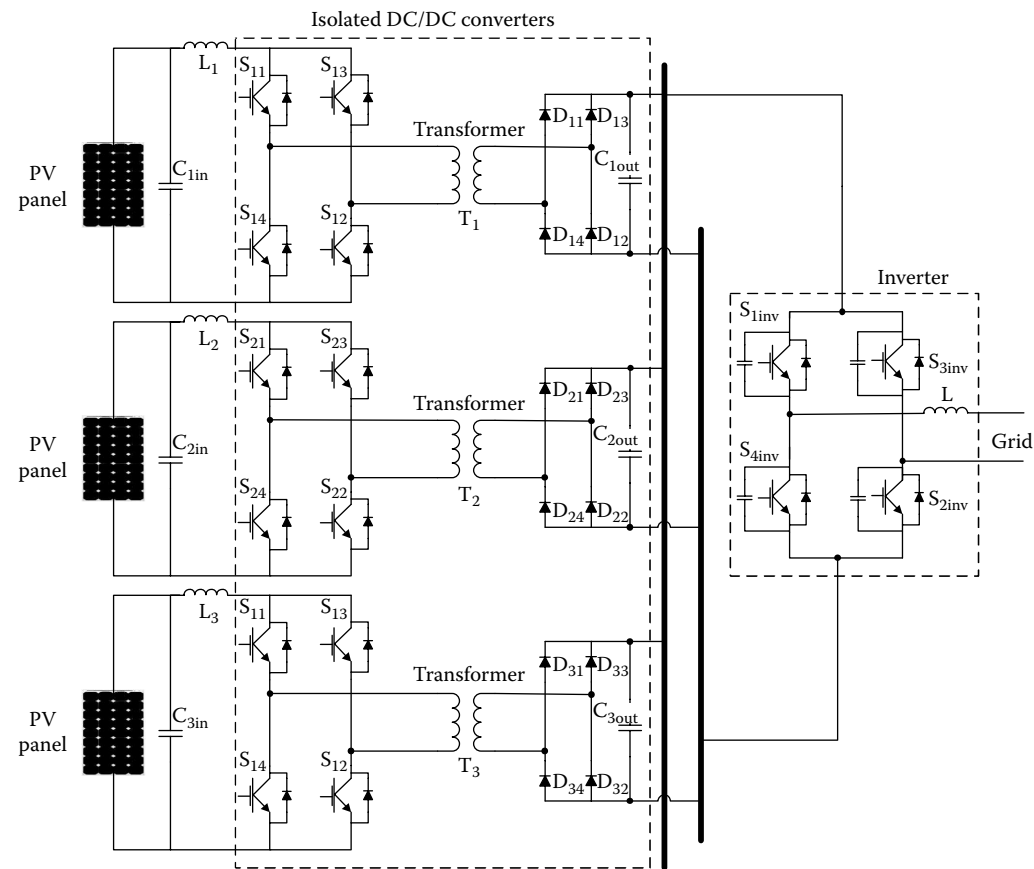 Isolated DC/DC converters
L₁
S₁₁
S₁₃
D₁₁
D₁₃
Transformer
PV
panel
C₁ᵢₙ
C₁ₒᵤₜ
S₁₄
S₁₂
T₁
D₁₄
D₁₂
Inverter
L₂
S₂₁
S₂₃
S₁ᵢₙᵥ
S₃ᵢₙᵥ
D₂₁
D₂₃
L
Transformer
PV
panel
C₂ᵢₙ
C₂ₒᵤₜ
Grid
S₄ᵢₙᵥ
S₂₄
S₂₂
T₂
D₂₄
D₂₂
S₂ᵢₙᵥ
L₃
S₁₁
S₁₃
D₃₁
D₃₃
Transformer
PV
panel
C₃ᵢₙ
C₃ₒᵤₜ
S₁₄
S₁₂
T₃
D₃₄
D₃₂